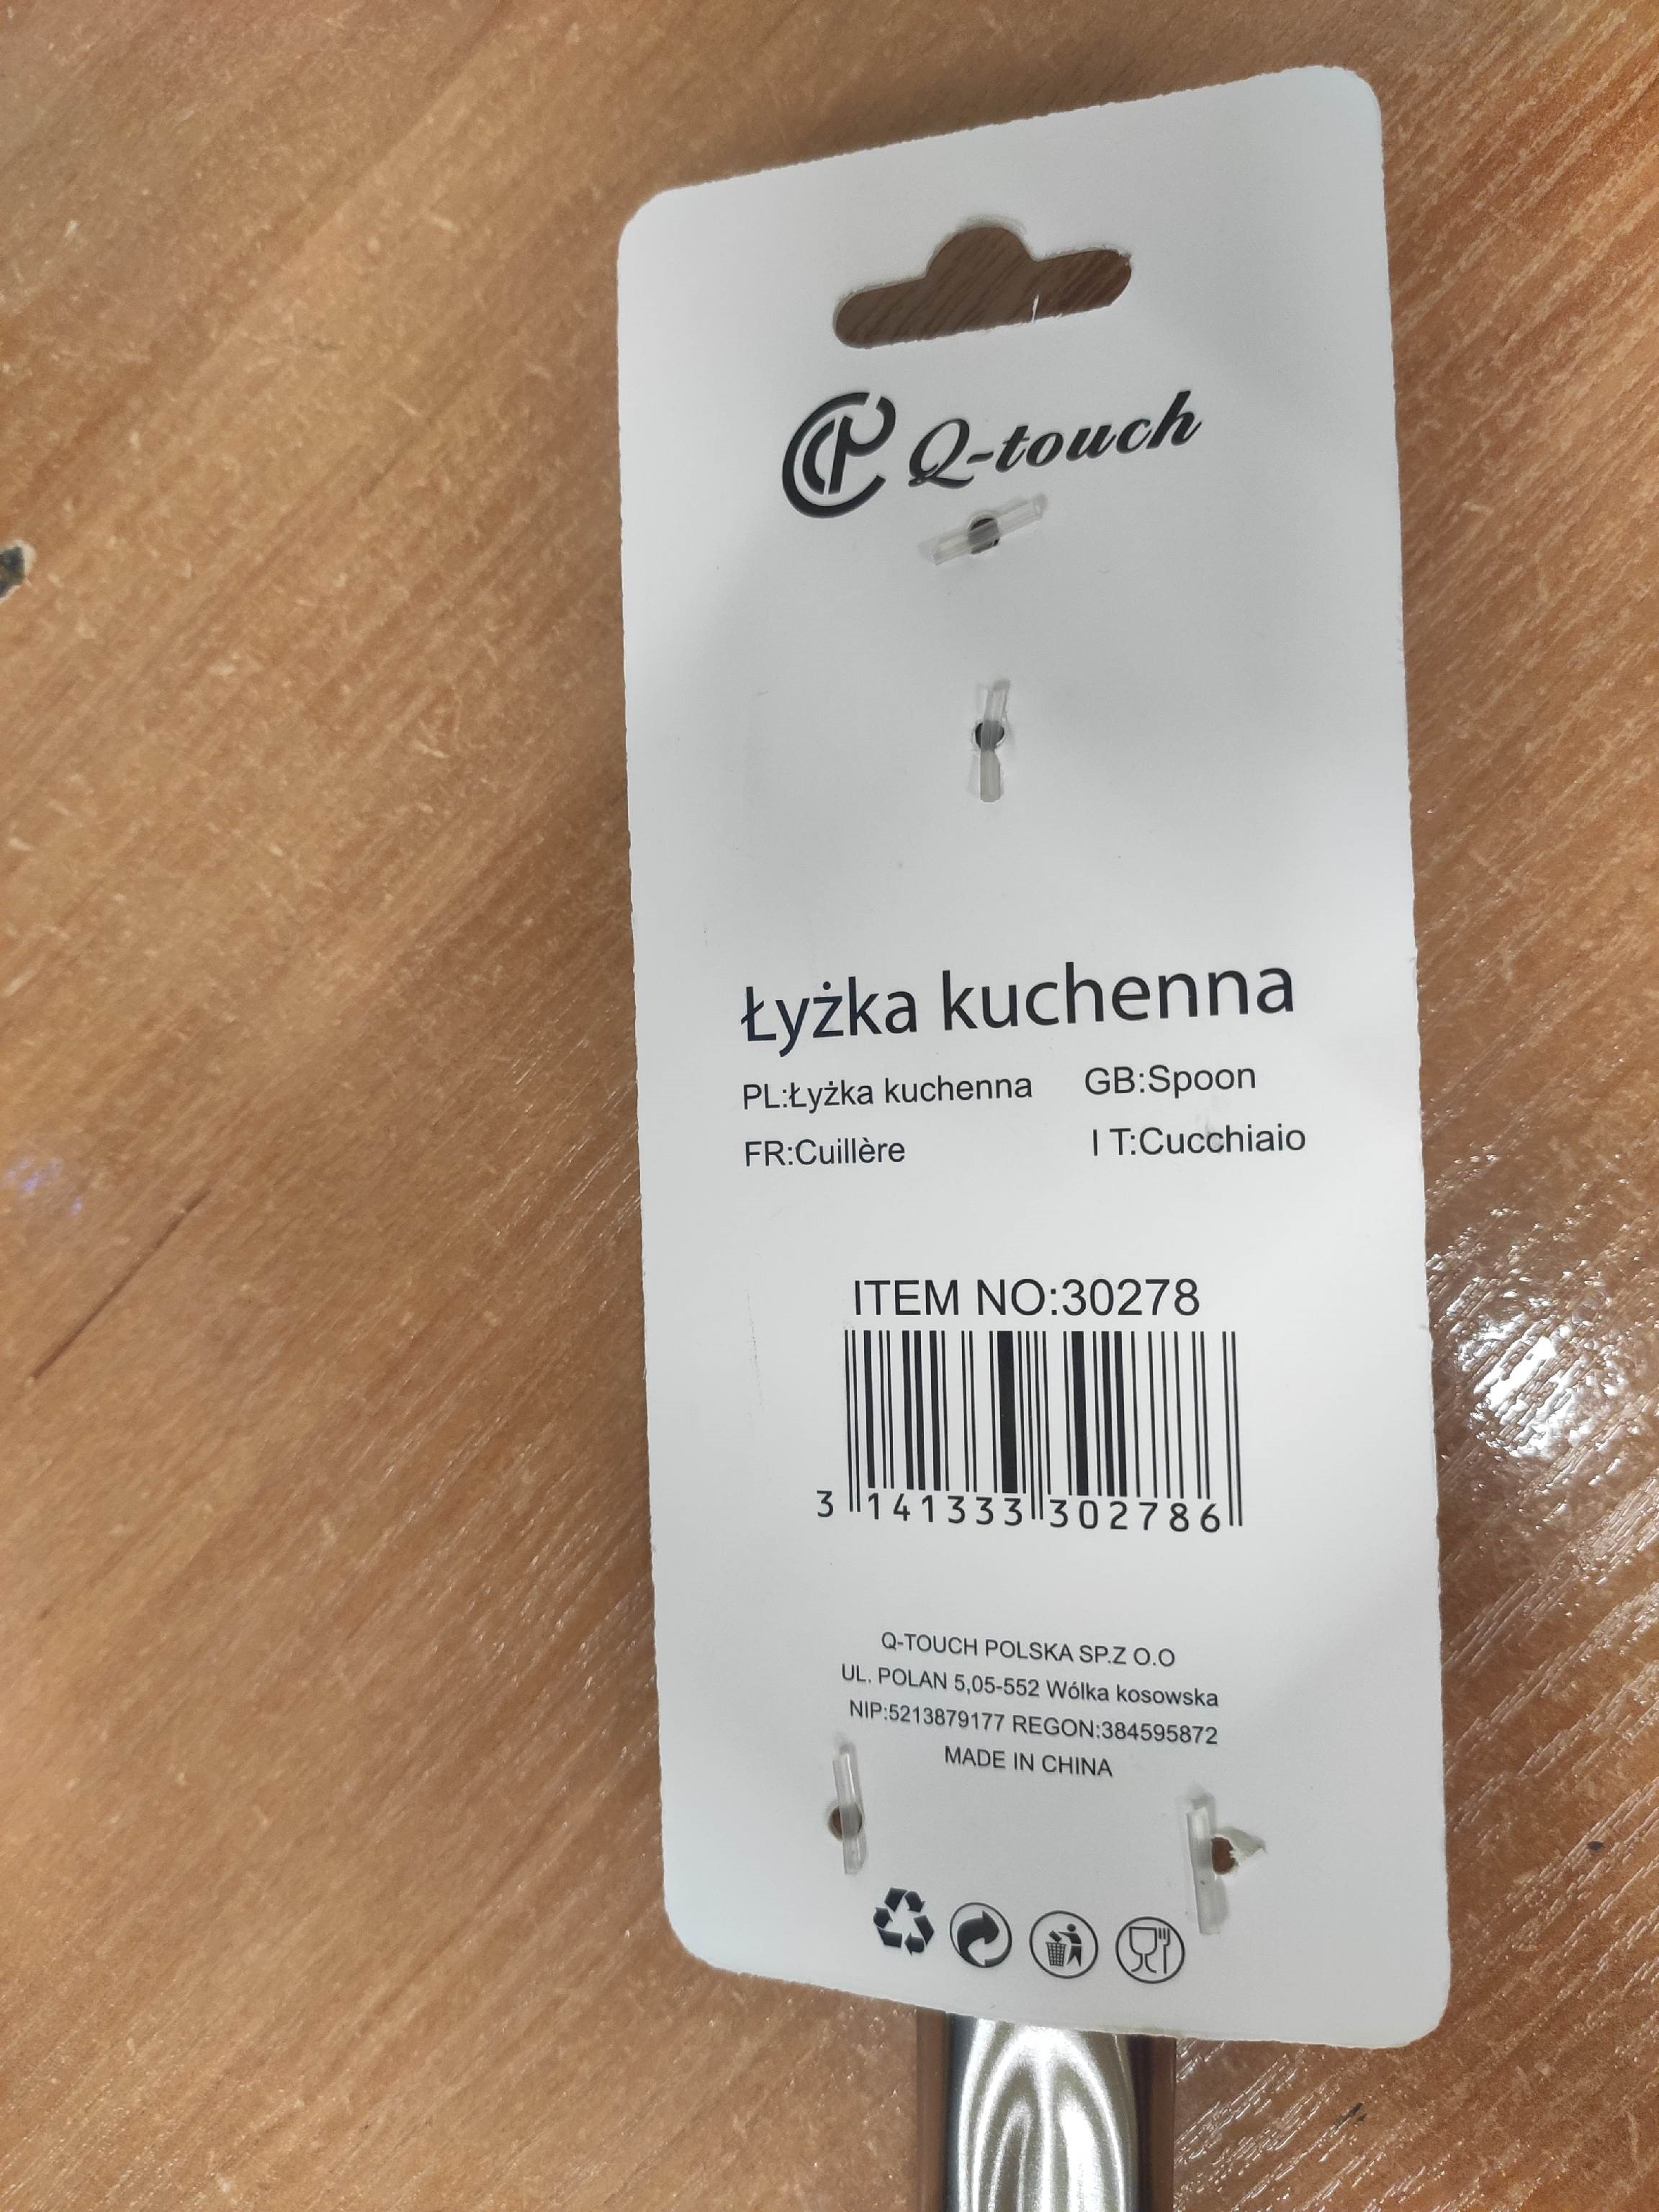 Q-touch
Łyżka kuchenna
PL:Łyżka kuchenna GB:Spoon
FR:Cuillère I T:Cucchiaio
ITEM NO:30278
3 141333 302786
Q-TOUCH POLSKA SP.Z O.O
UL. POLAN 5,05-552 Wólka kosowska
NIP:5213879177 REGON:384595872
MADE IN CHINA